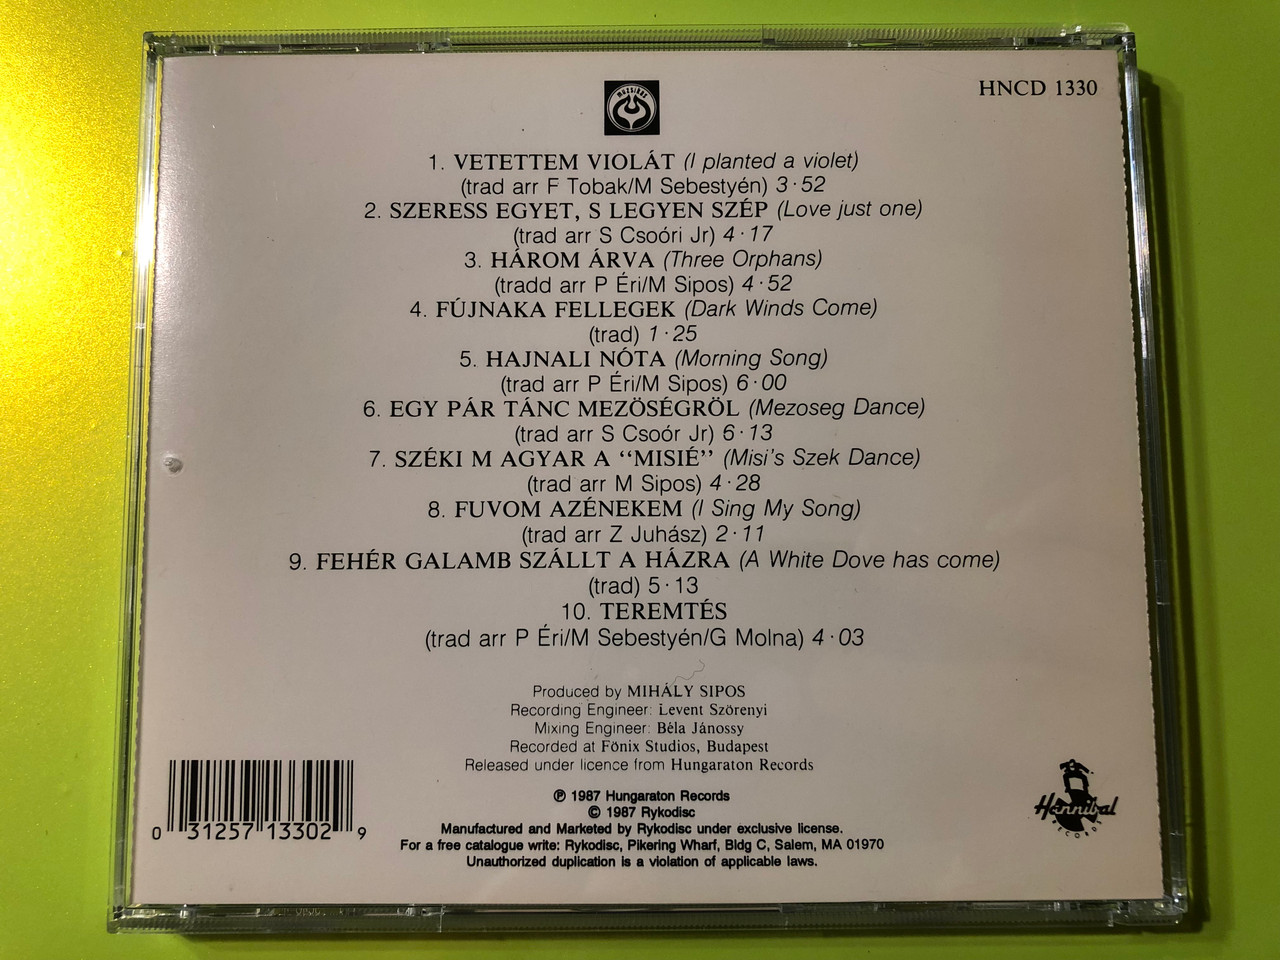 MUZSIKÁS
HNCD 1330
1. VETETTEM VIOLÁT (I planted a violet)
(trad arr F Tobak/M Sebestyén) 3·52
2. SZERESS EGYET, S LEGYEN SZÉP (Love just one)
(trad arr S Csoóri Jr) 4·17
3. HÁROM ÁRVA (Three Orphans)
(tradd arr P Éri/M Sipos) 4·52
4. FÚJNAKA FELLEGEK (Dark Winds Come)
(trad) 1·25
5. HAJNALI NÓTA (Morning Song)
(trad arr P Éri/M Sipos) 6·00
6. EGY PÁR TÁNC MEZÖSÉGRÖL (Mezoseg Dance)
(trad arr S Csoór Jr) 6·13
7. SZÉKI M AGYAR A “MISIÉ” (Misi's Szek Dance)
(trad arr M Sipos) 4·28
8. FUVOM AZÉNEKEM (I Sing My Song)
(trad arr Z Juhász) 2·11
9. FEHÉR GALAMB SZÁLLT A HÁZRA (A White Dove has come)
(trad) 5·13
10. TEREMTÉS
(trad arr P Éri/M Sebestyén/G Molna) 4·03
Produced by MIHÁLY SIPOS
Recording Engineer: Levent Szörenyi
Mixing Engineer: Béla Jánossy
Recorded at Fönix Studios, Budapest
Released under licence from Hungaraton Records
℗ 1987 Hungaraton Records
© 1987 Rykodisc
Manufactured and Marketed by Rykodisc under exclusive license.
For a free catalogue write: Rykodisc, Pikering Wharf, Bldg C, Salem, MA 01970
Unauthorized duplication is a violation of applicable laws.
0 31257 13302 9
Hannibal
RECORDS